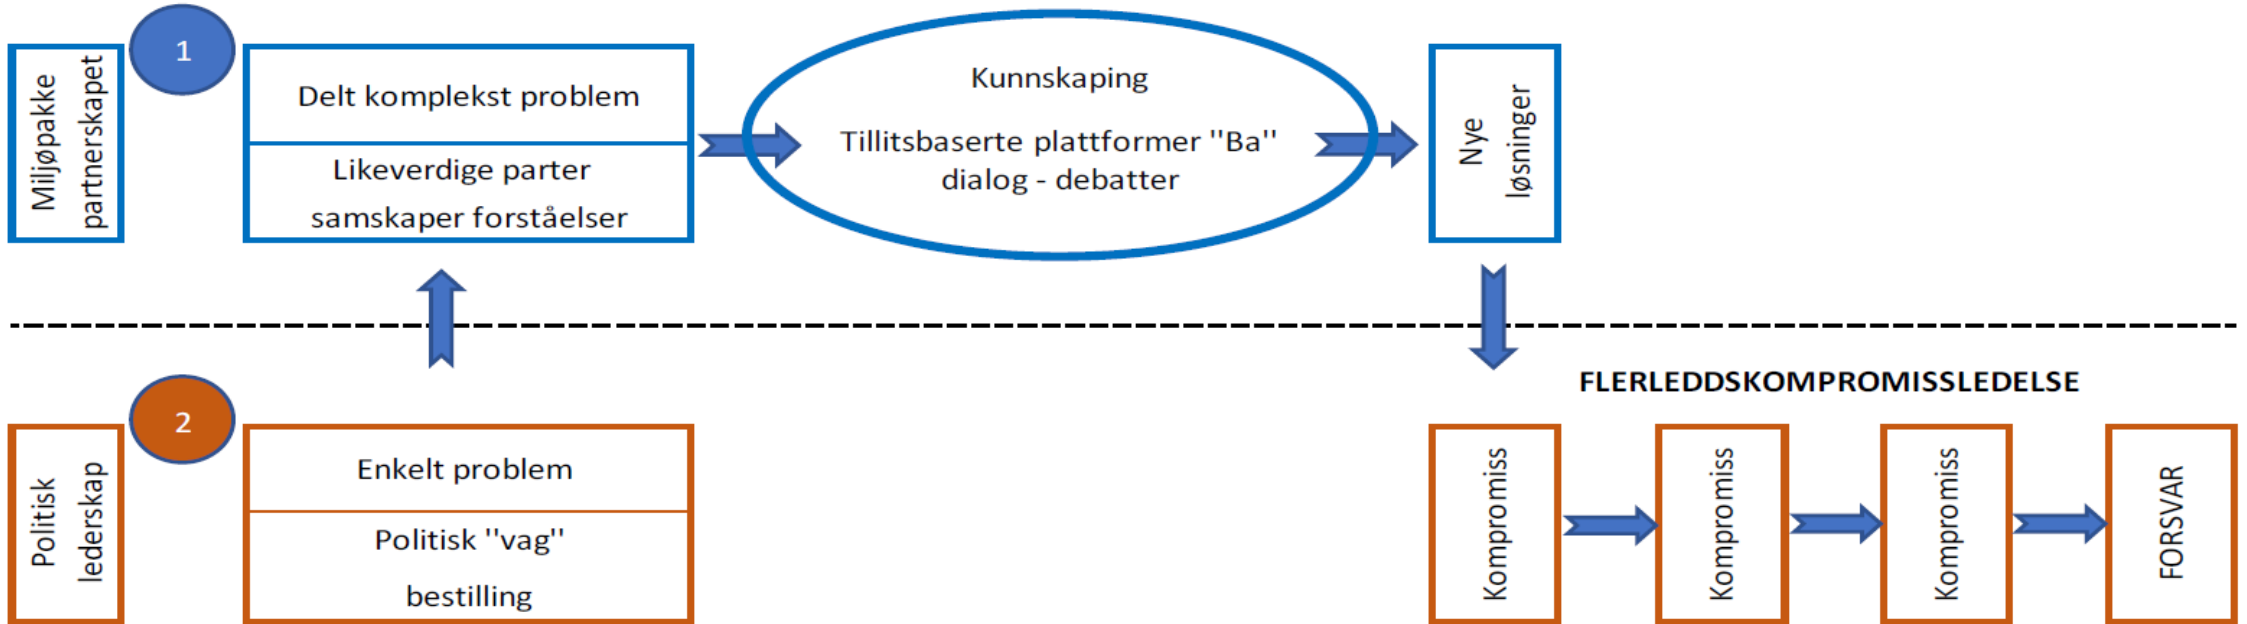 Miljøpakke
partnerskapet
1
Delt komplekst problem
Likeverdige parter
samskaper forståelser
Kunnskaping
Tillitsbaserte plattformer "Ba"
dialog - debatter
Nye
løsninger
FLERLEDDSKOMPROMISSLEDELSE
Politisk
lederskap
2
Enkelt problem
Politisk "vag"
bestilling
Kompromiss
Kompromiss
Kompromiss
FORSVAR